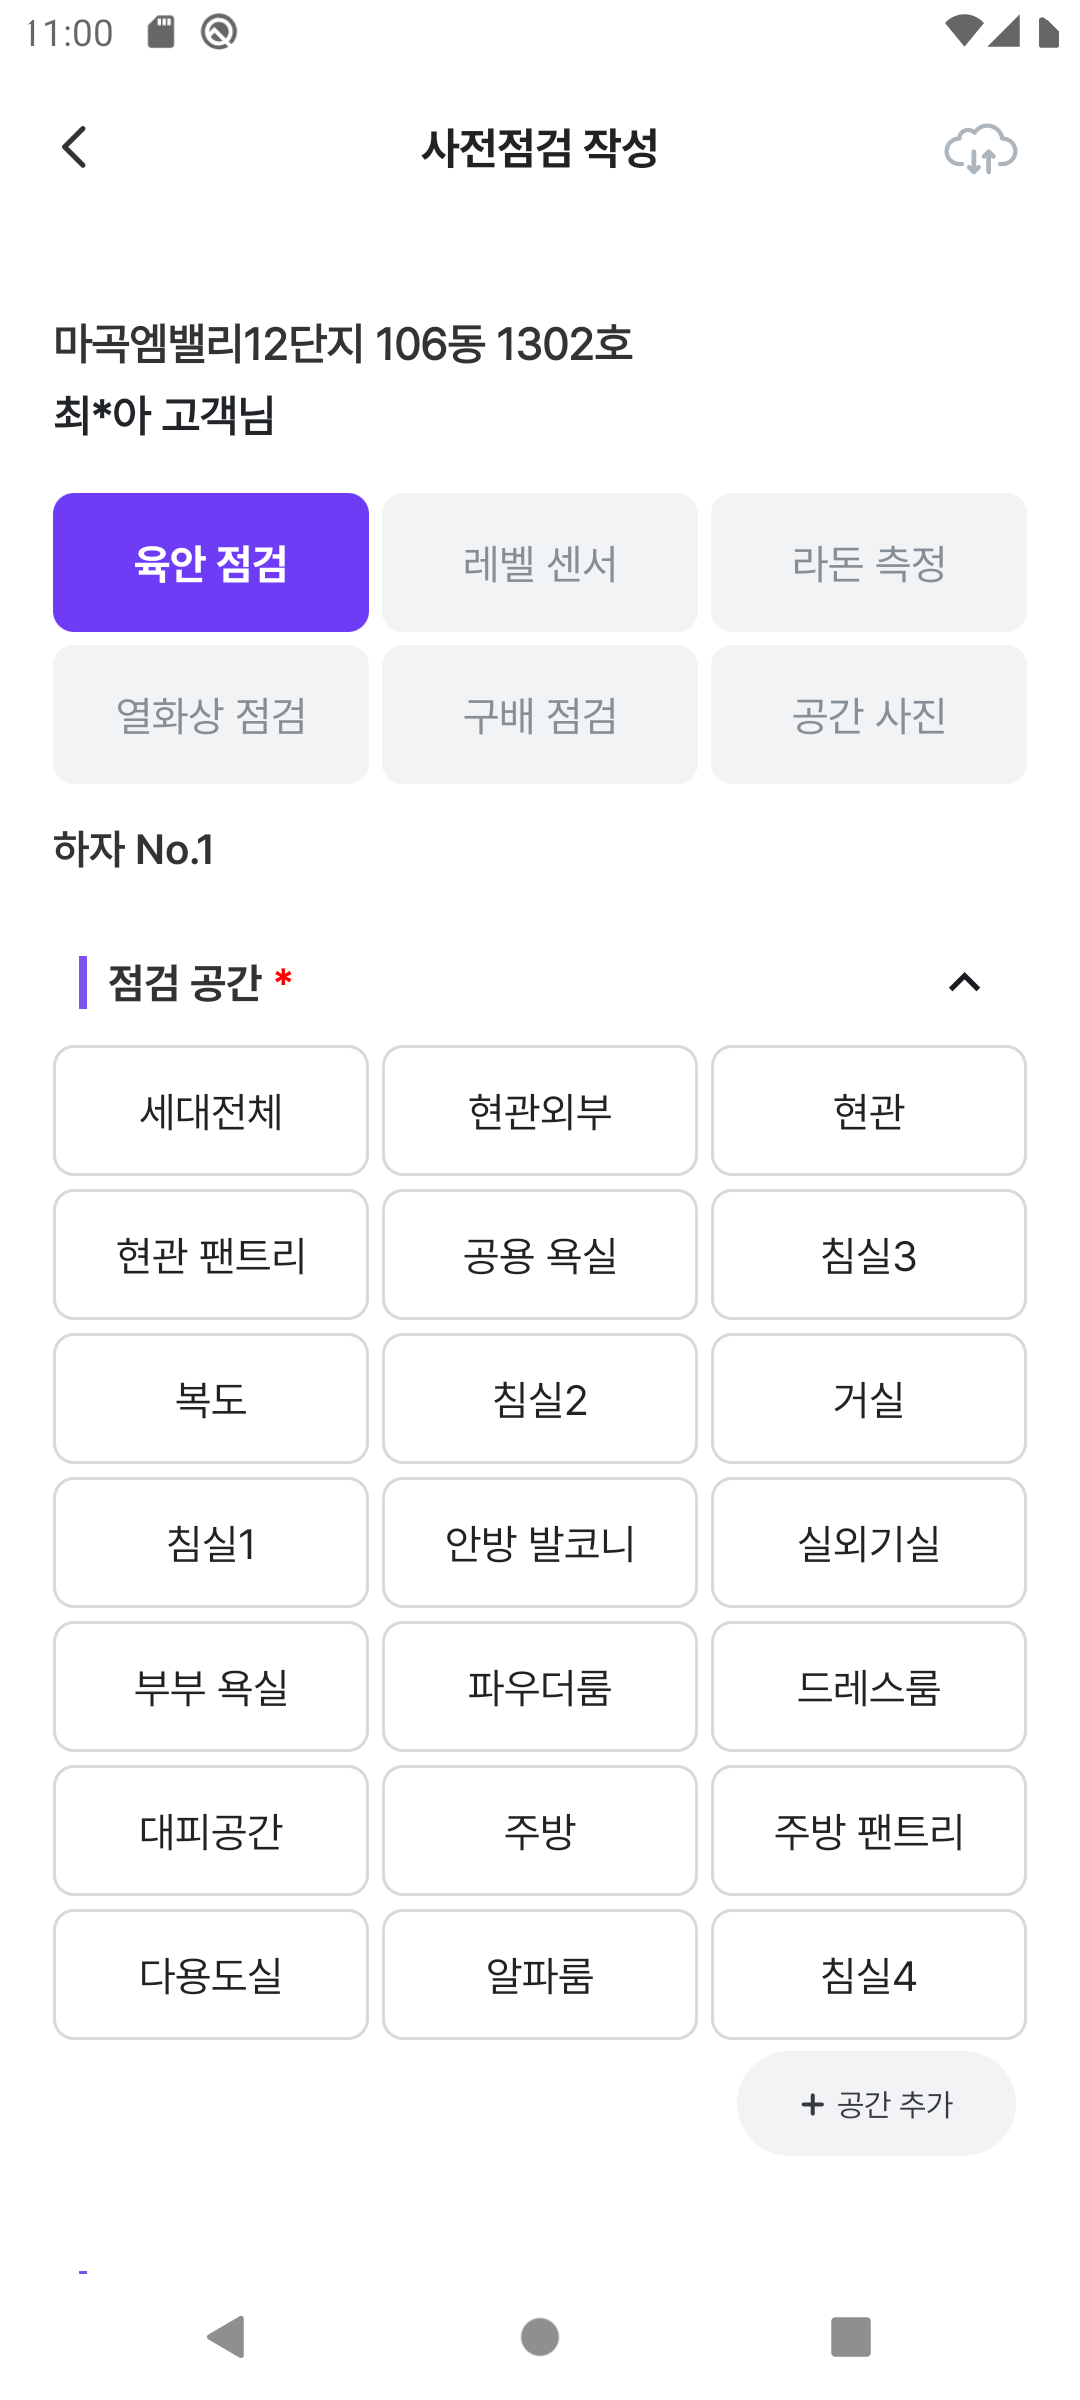 11:00
사전점검 작성
마곡엠밸리12단지 106동 1302호
최*아 고객님
육안 점검 레벨 센서 라돈 측정
열화상 점검 구배 점검 공간 사진
하자 No.1
점검 공간 *
세대전체 현관외부 현관
현관 팬트리 공용 욕실 침실3
복도 침실2 거실
침실1 안방 발코니 실외기실
부부 욕실 파우더룸 드레스룸
대피공간 주방 주방 팬트리
다용도실 알파룸 침실4
+ 공간 추가